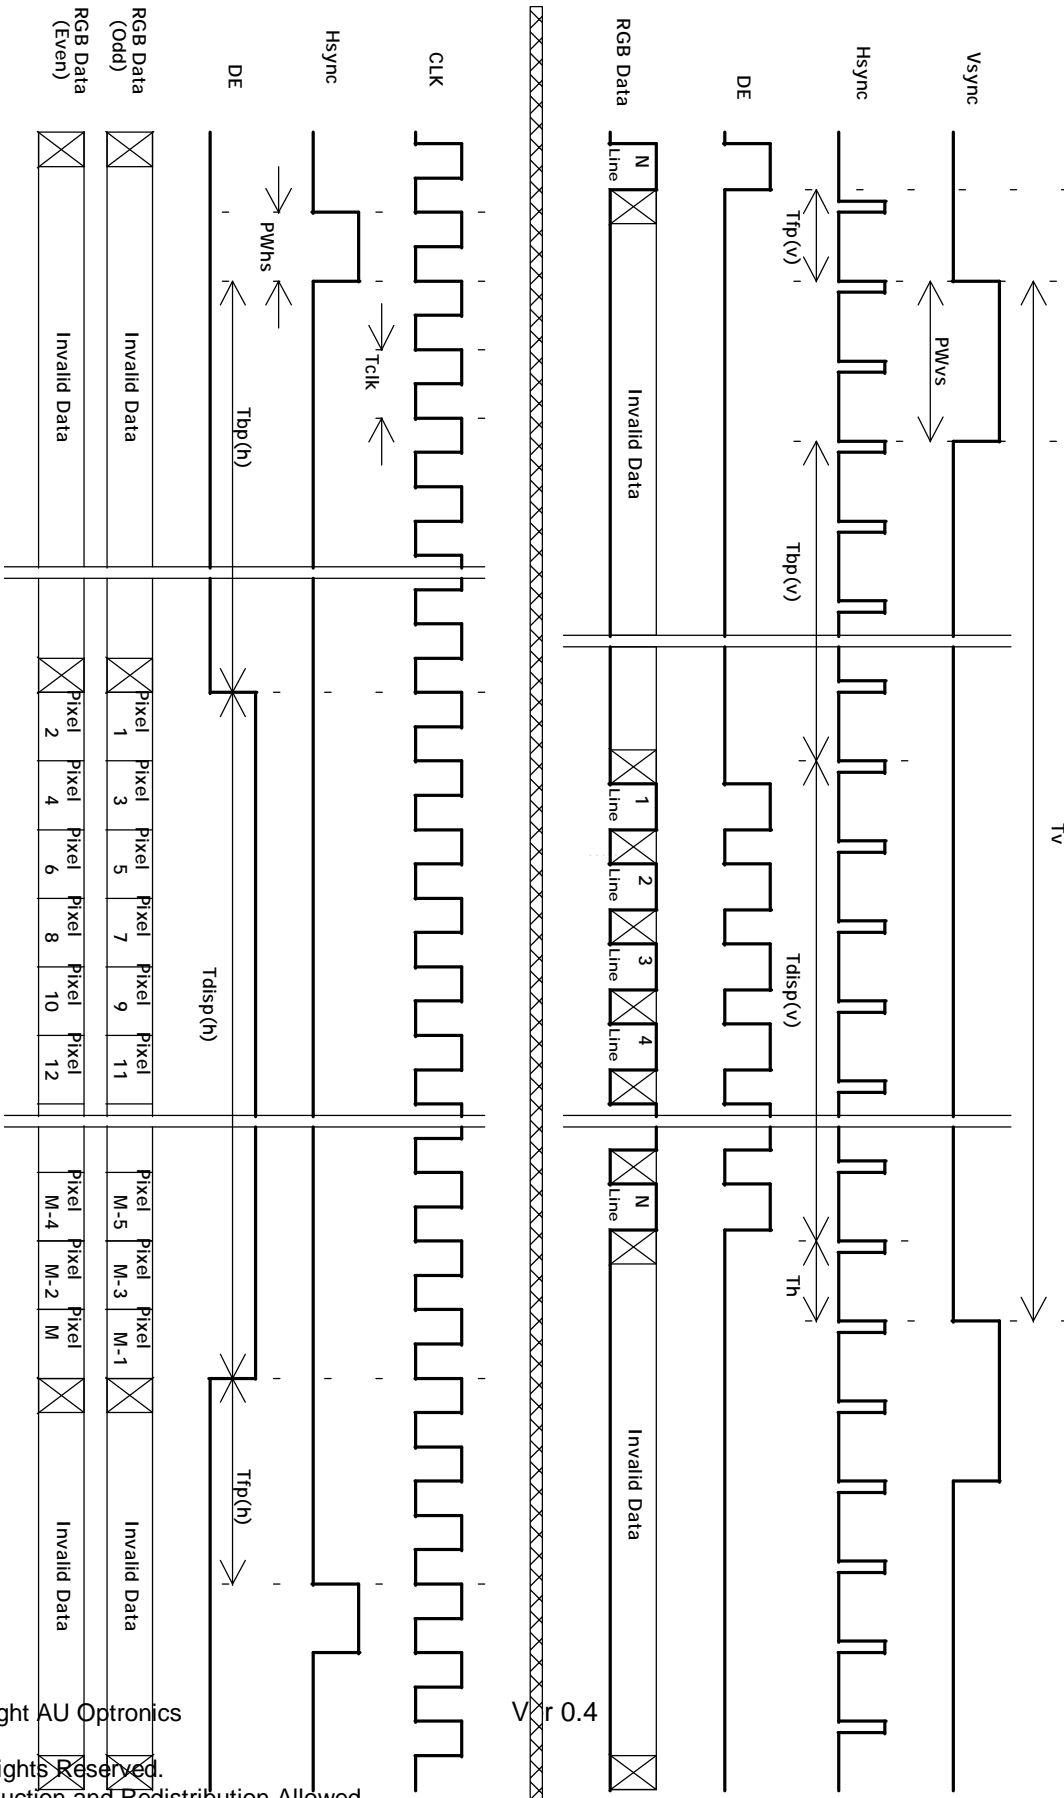 Tv
Vsync
PWvs
Hsync
Tfp(v)
Tbp(v)
Tdisp(v)
Th
DE
RGB Data
Line N
Invalid Data
Line 1
Line 2
Line 3
Line 4
Line N
Invalid Data
CLK
Tclk
Hsync
PWhs
DE
Tbp(h)
Tdisp(h)
Tfp(h)
RGB Data
(Odd)
Invalid Data
Pixel 1
Pixel 3
Pixel 5
Pixel 7
Pixel 9
Pixel 11
Pixel M-5
Pixel M-3
Pixel M-1
Invalid Data
RGB Data
(Even)
Invalid Data
Pixel 2
Pixel 4
Pixel 6
Pixel 8
Pixel 10
Pixel 12
Pixel M-4
Pixel M-2
Pixel M
Invalid Data
ght AU Optronics
V r 0.4
ights Reserved.
uction and Redistribution Allowed